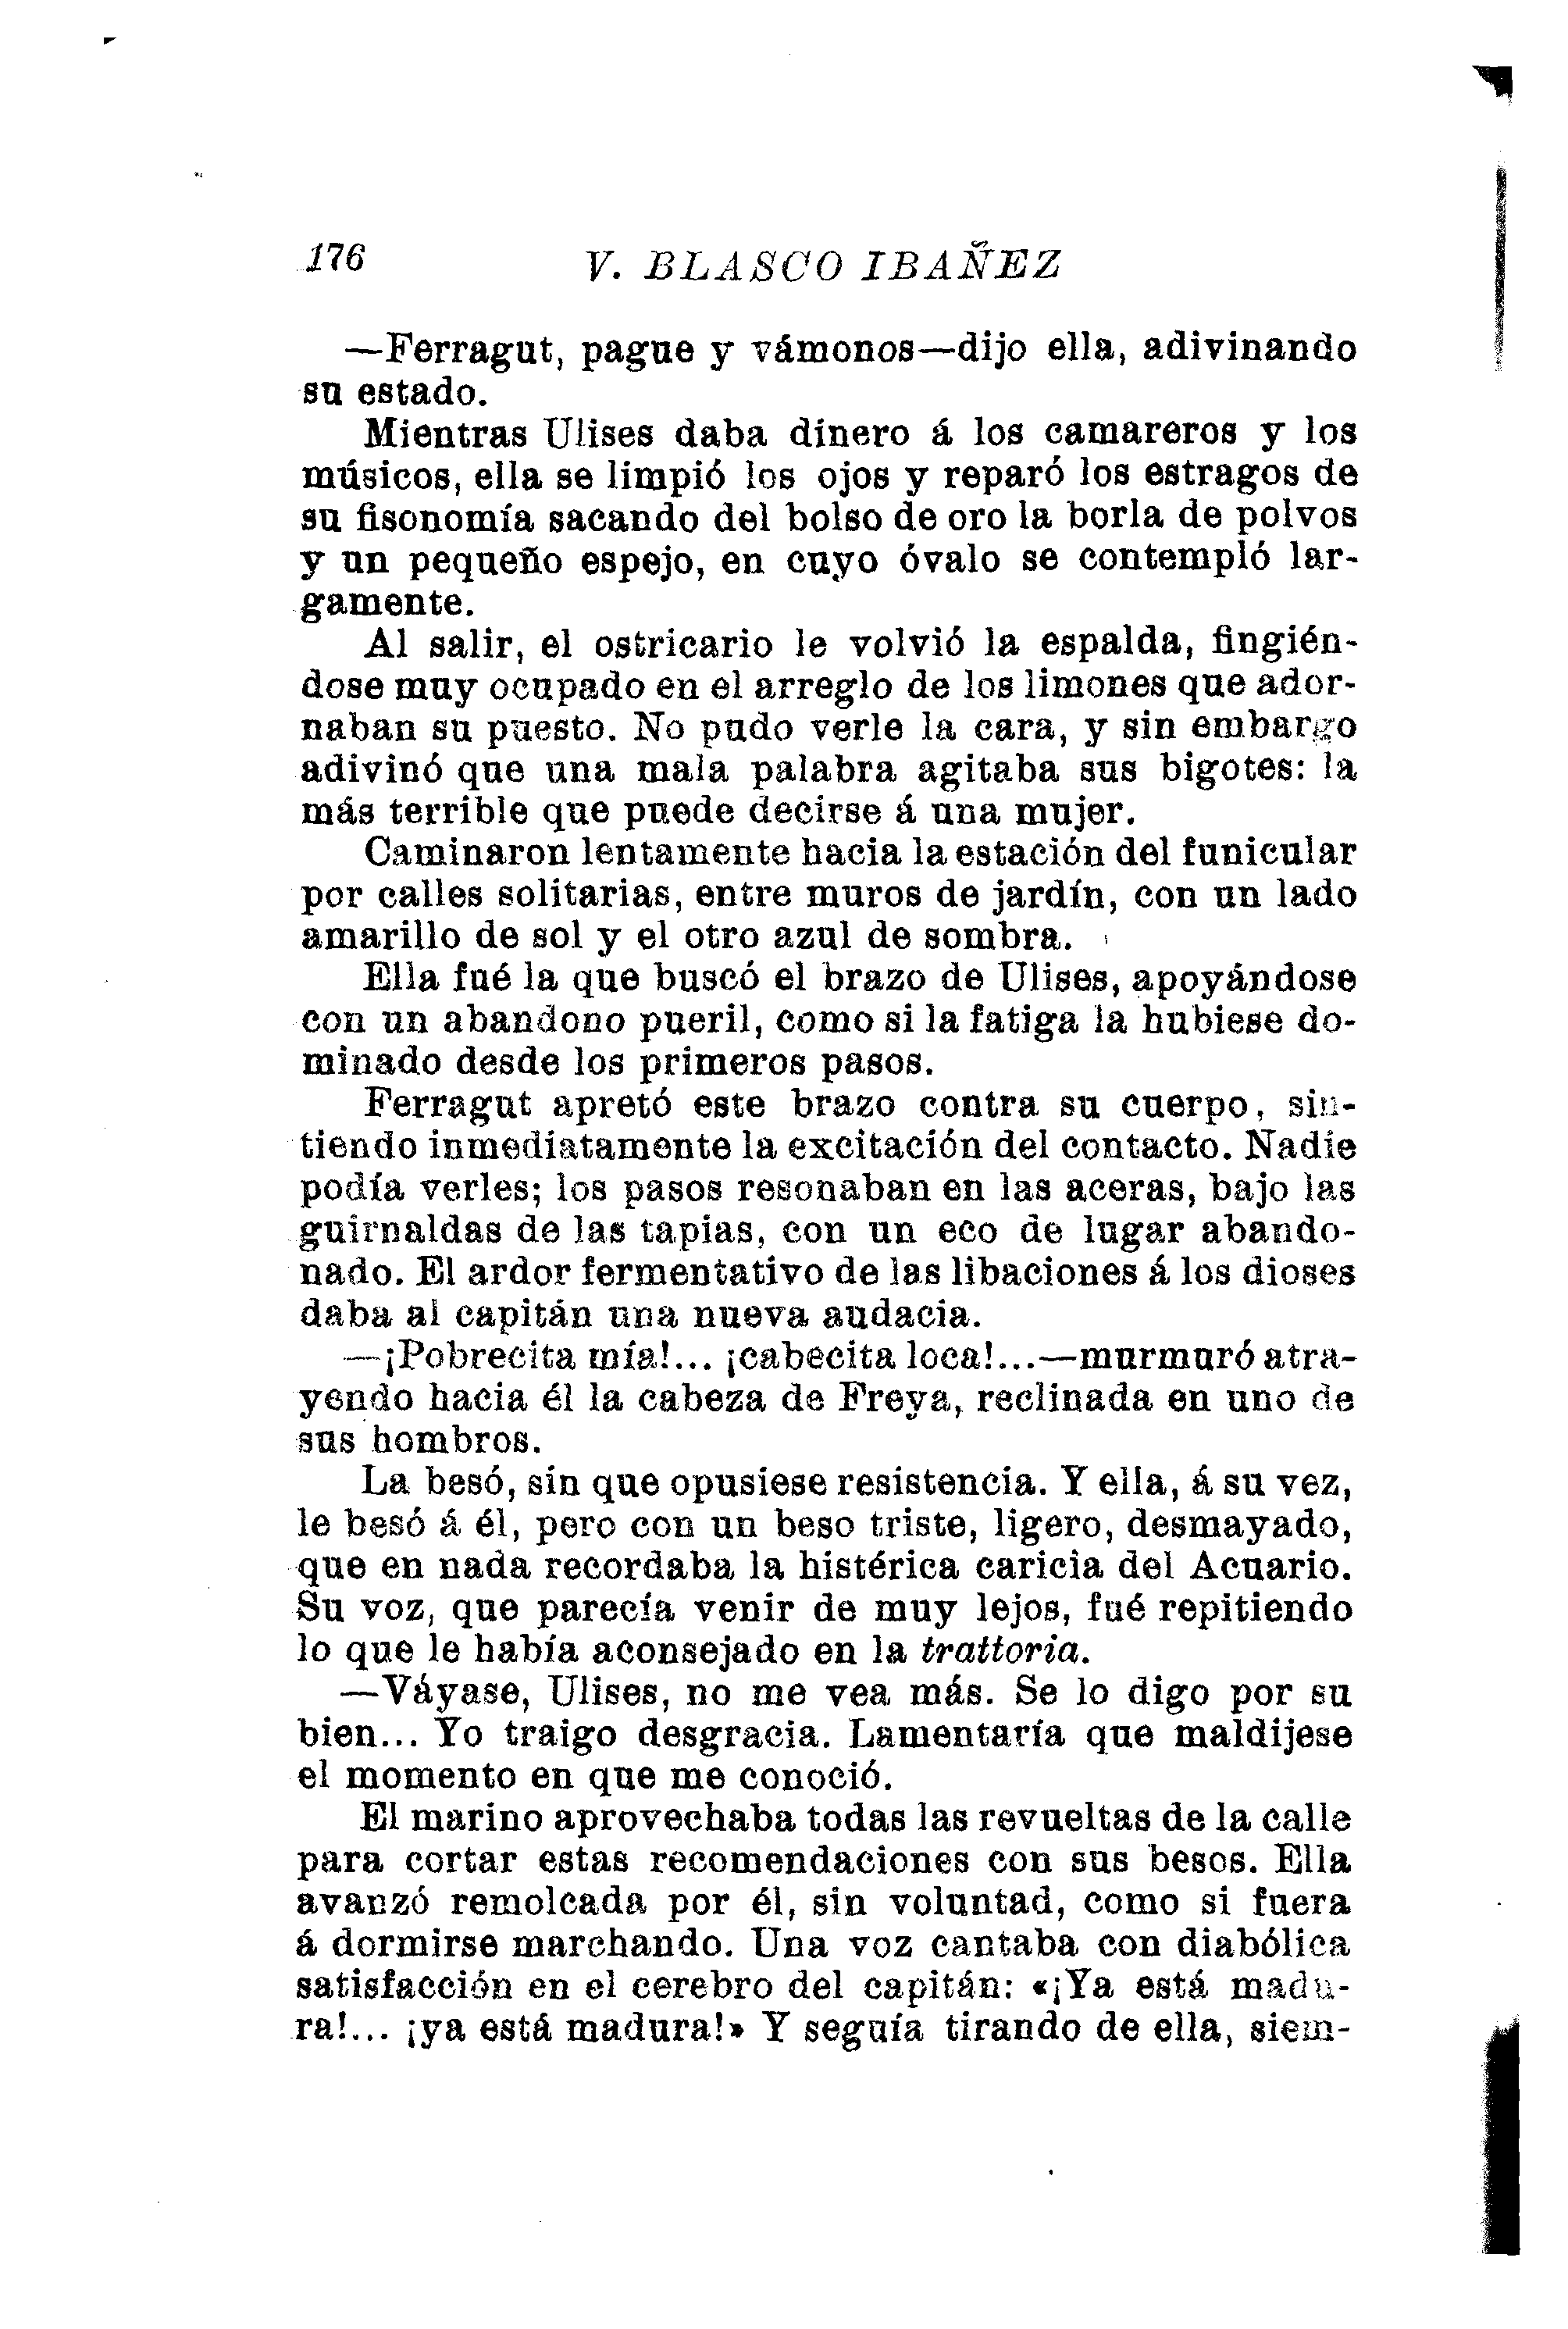 176
V. BLASCO IBAÑEZ
—Ferragut, pague y vámonos—dijo ella, adivinando
su estado.
Mientras Ulises daba dinero á los camareros y los
músicos, ella se limpió los ojos y reparó los estragos de
su fisonomía sacando del bolso de oro la borla de polvos
y un pequeño espejo, en cuyo óvalo se contempló lar-
gamente.
Al salir, el ostricario le volvió la espalda, fingién-
dose muy ocupado en el arreglo de los limones que ador-
naban su puesto. No pudo verle la cara, y sin embargo
adivinó que una mala palabra agitaba sus bigotes: la
más terrible que puede decirse á una mujer.
Caminaron lentamente hacia la estación del funicular
por calles solitarias, entre muros de jardín, con un lado
amarillo de sol y el otro azul de sombra.
Ella fué la que buscó el brazo de Ulises, apoyándose
con un abandono pueril, como si la fatiga la hubiese do-
minado desde los primeros pasos.
Ferragut apretó este brazo contra su cuerpo, sin-
tiendo inmediatamente la excitación del contacto. Nadie
podía verles; los pasos resonaban en las aceras, bajo las
guirnaldas de las tapias, con un eco de lugar abando-
nado. El ardor fermentativo de las libaciones á los dioses
daba al capitán una nueva audacia.
—¡Pobrecita mía!... ¡cabecita loca!...—murmuró atra-
yendo hacia él la cabeza de Freya, reclinada en uno de
sus hombros.
La besó, sin que opusiese resistencia. Y ella, á su vez,
le besó á él, pero con un beso triste, ligero, desmayado,
que en nada recordaba la histérica caricia del Acuario.
Su voz, que parecía venir de muy lejos, fué repitiendo
lo que le había aconsejado en la trattoria.
—Váyase, Ulises, no me vea más. Se lo digo por su
bien... Yo traigo desgracia. Lamentaría que maldijese
el momento en que me conoció.
El marino aprovechaba todas las revueltas de la calle
para cortar estas recomendaciones con sus besos. Ella
avanzó remolcada por él, sin voluntad, como si fuera
á dormirse marchando. Una voz cantaba con diabólica
satisfacción en el cerebro del capitán: «¡Ya está madu-
ra!... ¡ya está madura!» Y seguía tirando de ella, siem-